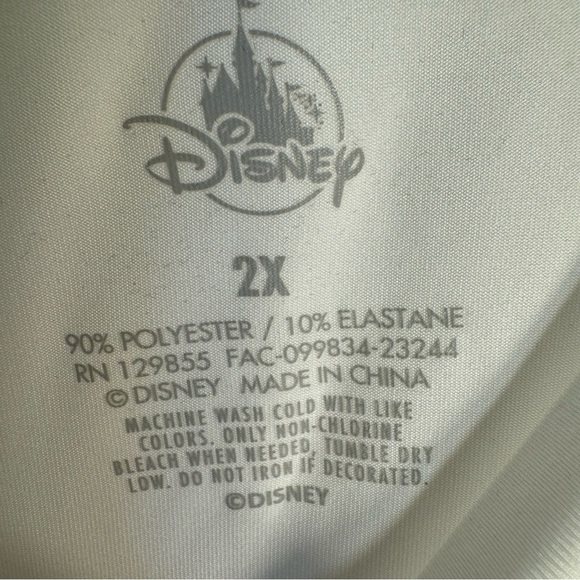 Disney
2X
90% POLYESTER / 10% ELASTANE
RN 129855 FAC-099834-23244
©DISNEY MADE IN CHINA
MACHINE WASH COLD WITH LIKE
COLORS. ONLY NON-CHLORINE
BLEACH WHEN NEEDED, TUMBLE DRY
LOW. DO NOT IRON IF DECORATED.
©DISNEY